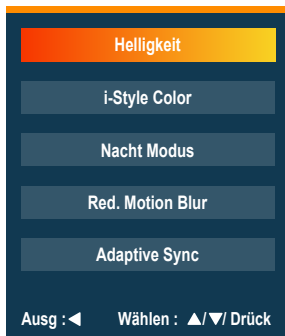 Helligkeit
i-Style Color
Nacht Modus
Red. Motion Blur
Adaptive Sync
Ausg :◀ Wählen : ▲/▼/ Drück